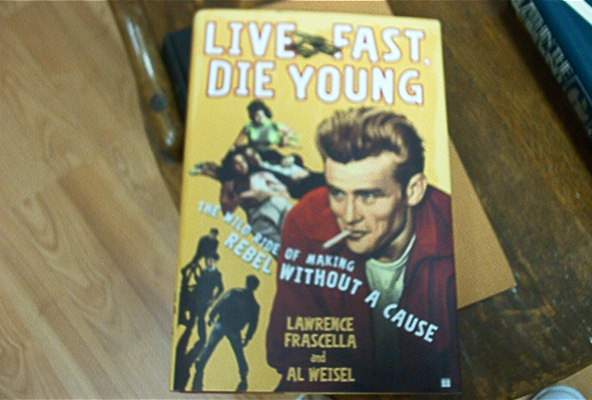 LIVE FAST,
DIE YOUNG
THE WILD RIDE OF MAKING
REBEL WITHOUT A CAUSE
LAWRENCE
FRASCELLA
and
AL WEISEL